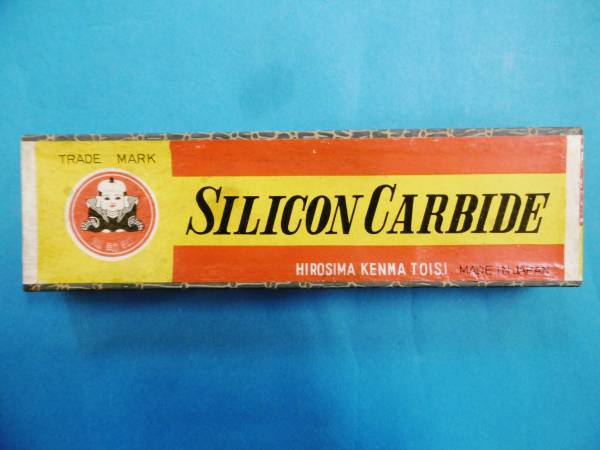 TRADE MARK
SILICON CARBIDE
HIROSIMA KENMA TOISI MADE IN JAPAN